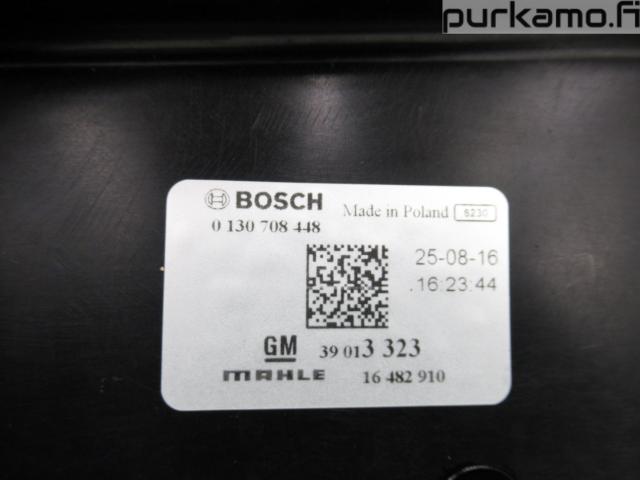 purkamo.fi
BOSCH Made in Poland 6230
0 130 708 448
25-08-16
.16:23:44
GM 39 013 323
MAHLE 16 482 910